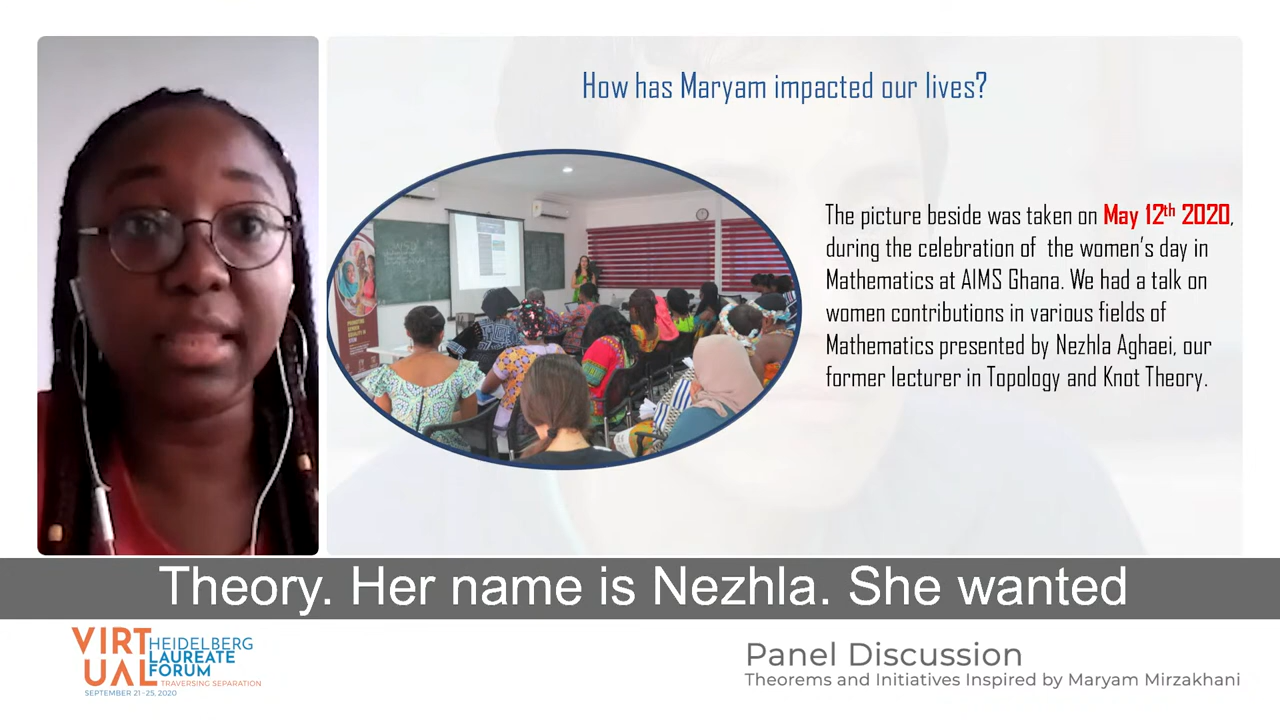 How has Maryam impacted our lives?
The picture beside was taken on May 12th 2020,
during the celebration of the women's day in
Mathematics at AIMS Ghana. We had a talk on
women contributions in various fields of
Mathematics presented by Nezhla Aghaei, our
former lecturer in Topology and Knot Theory.
Theory. Her name is Nezhla. She wanted
VIRTUAL
HEIDELBERG
LAUREATE
FORUM
TRAVERSING SEPARATION
SEPTEMBER 21–25, 2020
Panel Discussion
Theorems and Initiatives Inspired by Maryam Mirzakhani